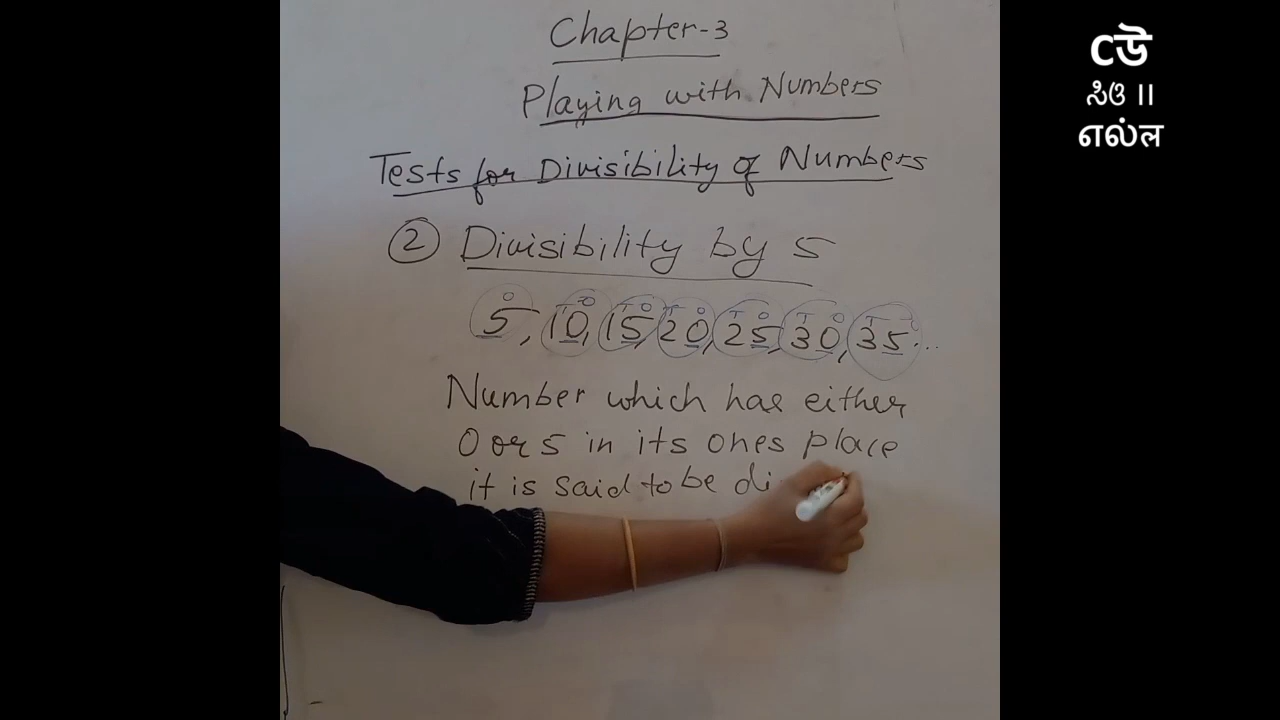 Chapter-3
Playing with Numbers
Tests for Divisibility of Numbers
2 Divisibility by 5
5, 10, 15, 20, 25, 30, 35...
Number which has either
0 or 5 in its ones place
it is said to be di
Cউ
ಸಿಓ ॥
எல்ல